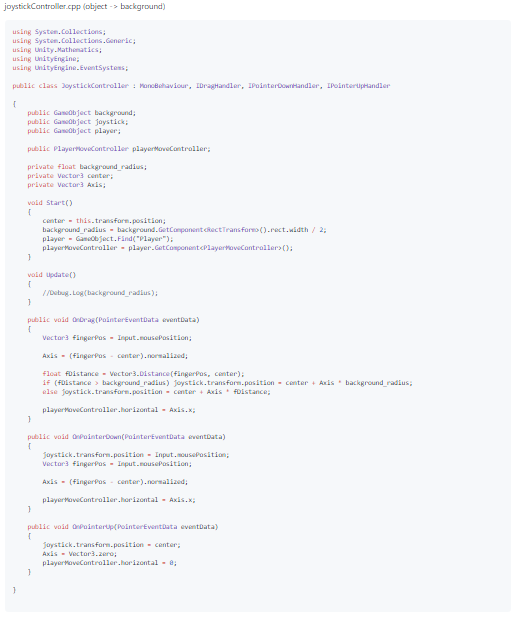 joystickController.cpp (object -> background)
using System.Collections;
using System.Collections.Generic;
using Unity.Mathematics;
using UnityEngine;
using UnityEngine.EventSystems;
public class JoystickController : MonoBehaviour, IDragHandler, IPointerDownHandler, IPointerUpHandler
{
public GameObject background;
public GameObject joystick;
public GameObject player;
public PlayerMoveController playerMoveController;
private float background_radius;
private Vector3 center;
private Vector3 Axis;
void Start()
{
center = this.transform.position;
background_radius = background.GetComponent<RectTransform>().rect.width / 2;
player = GameObject.Find("Player");
playerMoveController = player.GetComponent<PlayerMoveController>();
}
void Update()
{
//Debug.Log(background_radius);
}
public void OnDrag(PointerEventData eventData)
{
Vector3 fingerPos = Input.mousePosition;
Axis = (fingerPos - center).normalized;
float fDistance = Vector3.Distance(fingerPos, center);
if (fDistance > background_radius) joystick.transform.position = center + Axis * background_radius;
else joystick.transform.position = center + Axis * fDistance;
playerMoveController.horizontal = Axis.x;
}
public void OnPointerDown(PointerEventData eventData)
{
joystick.transform.position = Input.mousePosition;
Vector3 fingerPos = Input.mousePosition;
Axis = (fingerPos - center).normalized;
playerMoveController.horizontal = Axis.x;
}
public void OnPointerUp(PointerEventData eventData)
{
joystick.transform.position = center;
Axis = Vector3.zero;
playerMoveController.horizontal = 0;
}
}